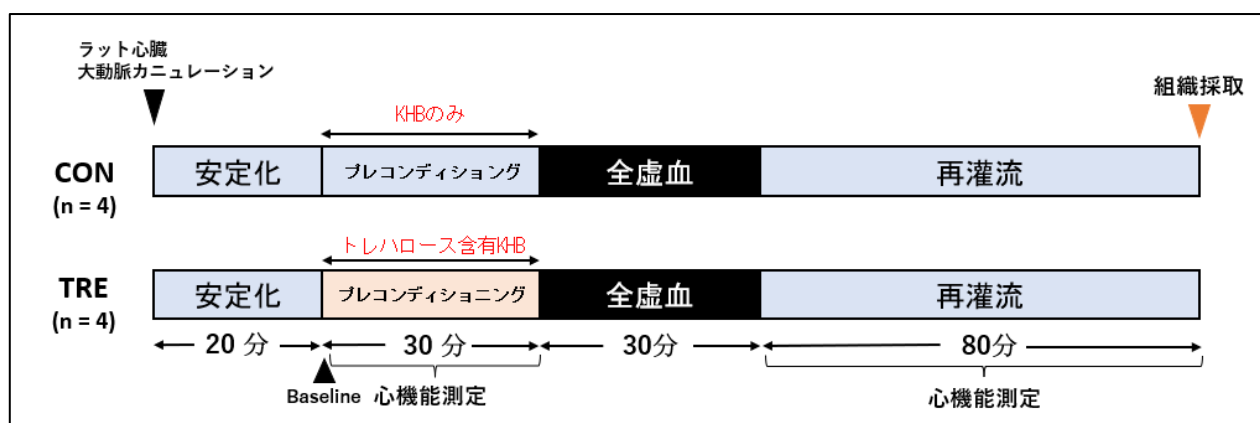 ラット心臓
大動脈カニュレーション
組織採取
KHBのみ
CON
(n = 4)
安定化
プレコンディショング
全虚血
再灌流
トレハロース含有KHB
TRE
(n = 4)
安定化
プレコンディショニング
全虚血
再灌流
20 分
30 分
30分
80分
Baseline
心機能測定
心機能測定